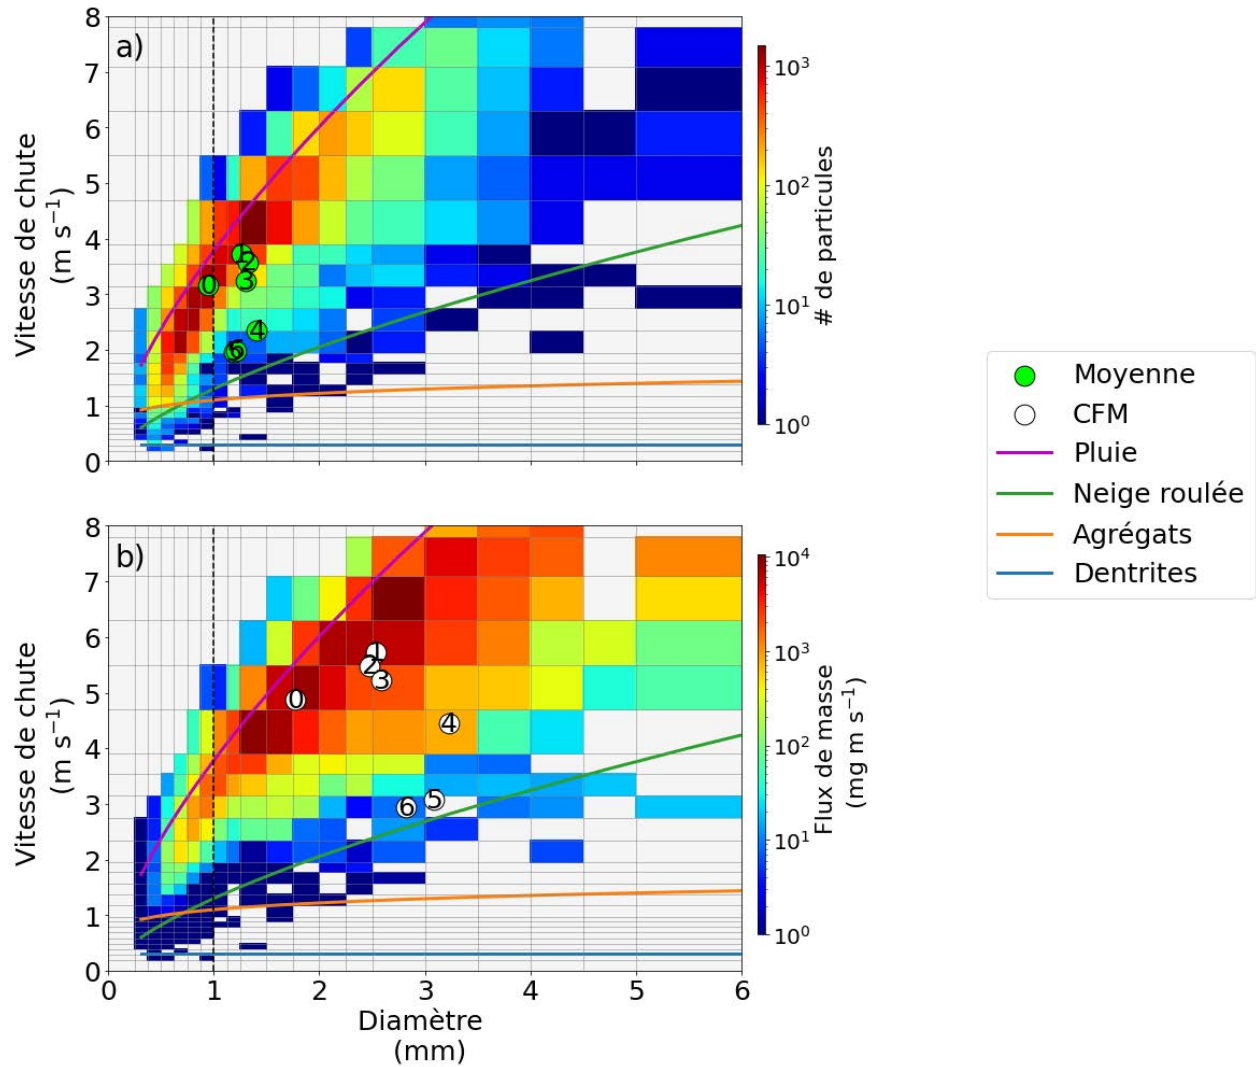 a)
8
7
6
5
4
3
2
1
0
Vitesse de chute
(m s⁻¹)
0
1
2
3
4
6
10³
10²
10¹
10⁰
# de particules
b)
8
7
6
5
4
3
2
1
0
Vitesse de chute
(m s⁻¹)
0
1
2
3
4
5
6
0
1
2
3
4
5
6
Diamètre
(mm)
10⁴
10³
10²
10¹
10⁰
Flux de masse
(mg m s⁻¹)
Moyenne
CFM
Pluie
Neige roulée
Agrégats
Dentrites